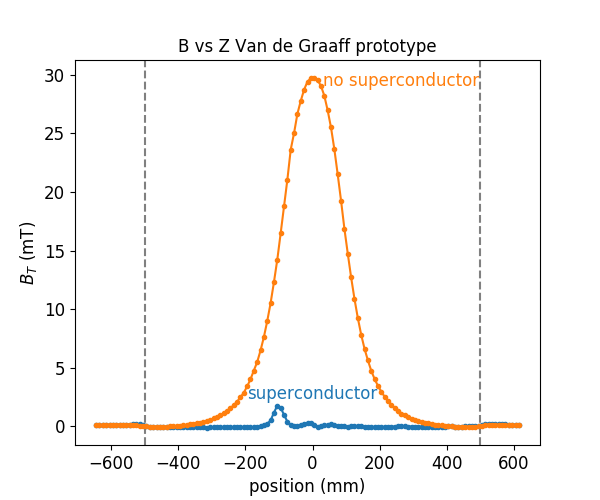 B vs Z Van de Graaff prototype
30
25
20
15
10
5
0
B_T (mT)
no superconductor
superconductor
−600 −400 −200 0 200 400 600
position (mm)